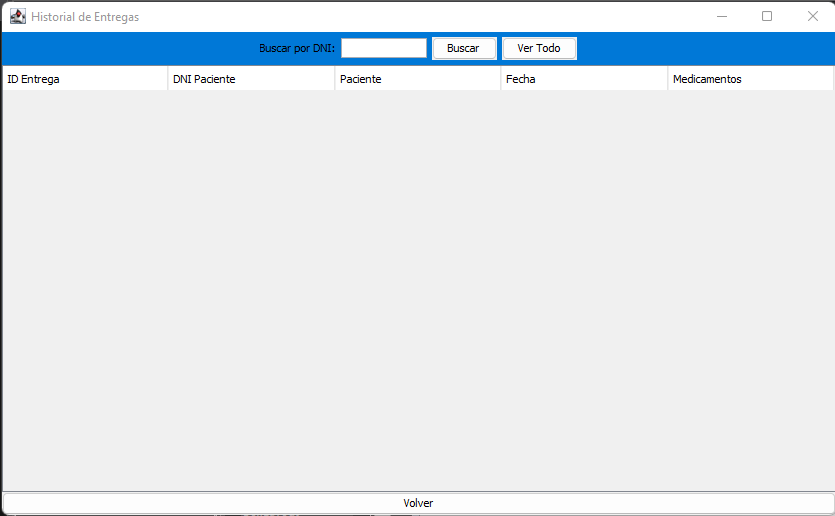 Historial de Entregas
Buscar por DNI: Buscar Ver Todo
ID Entrega DNI Paciente Paciente Fecha Medicamentos
Volver